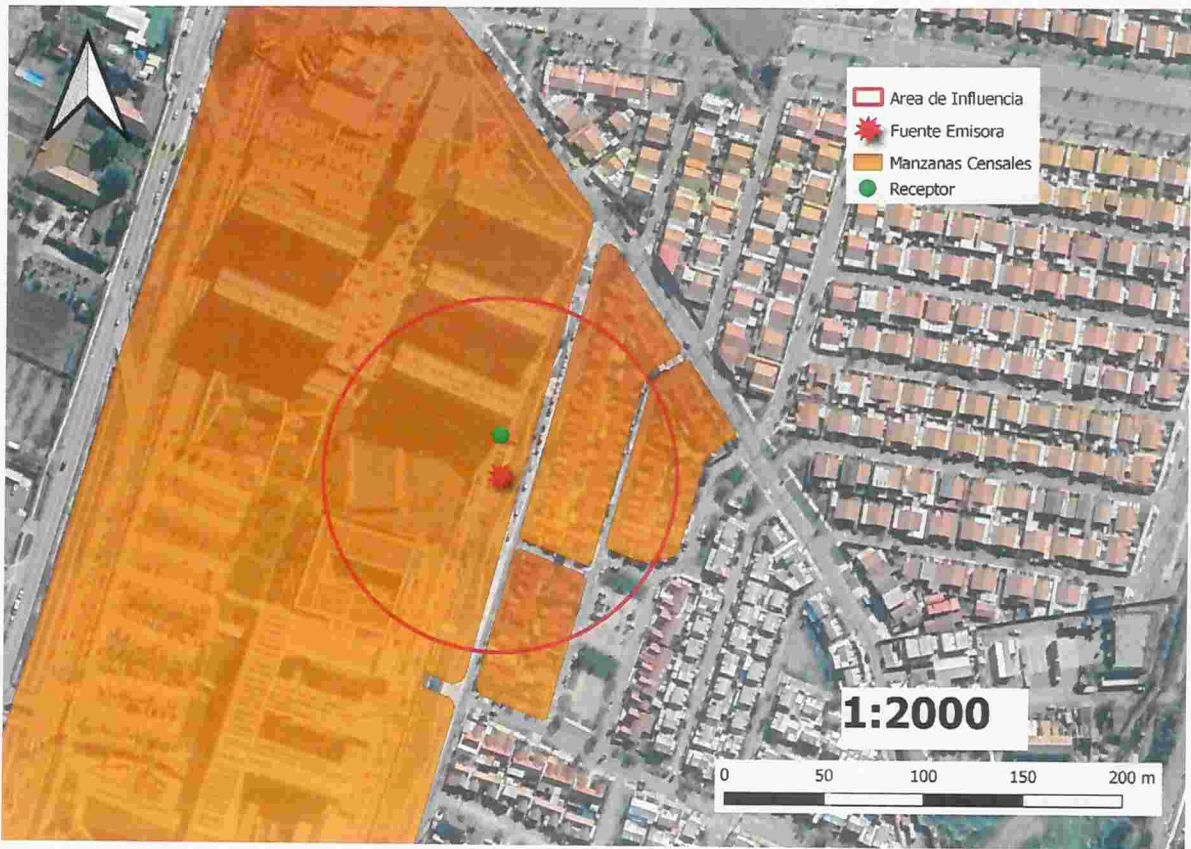 Area de Influencia
Fuente Emisora
Manzanas Censales
Receptor
1:2000
0 50 100 150 200 m